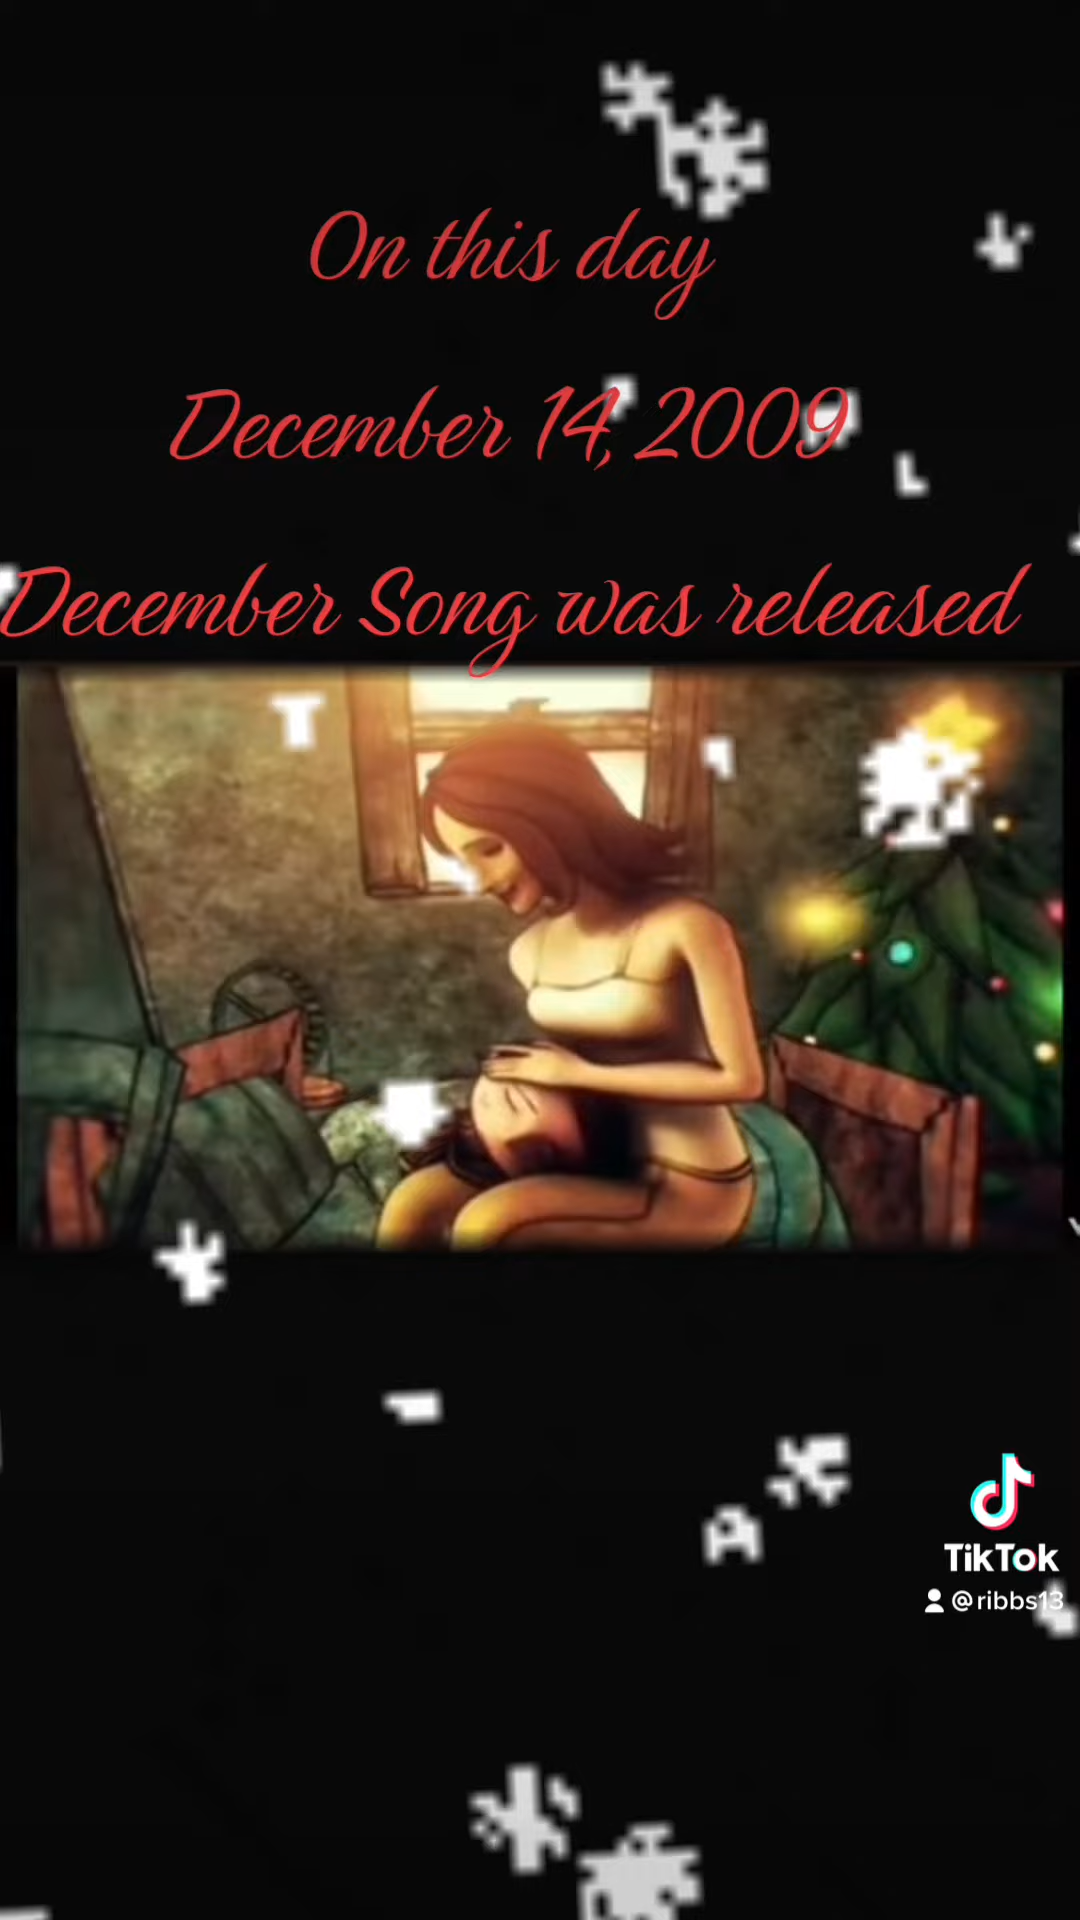 On this day
December 14, 2009
December Song was released
TikTok
@ribbs13